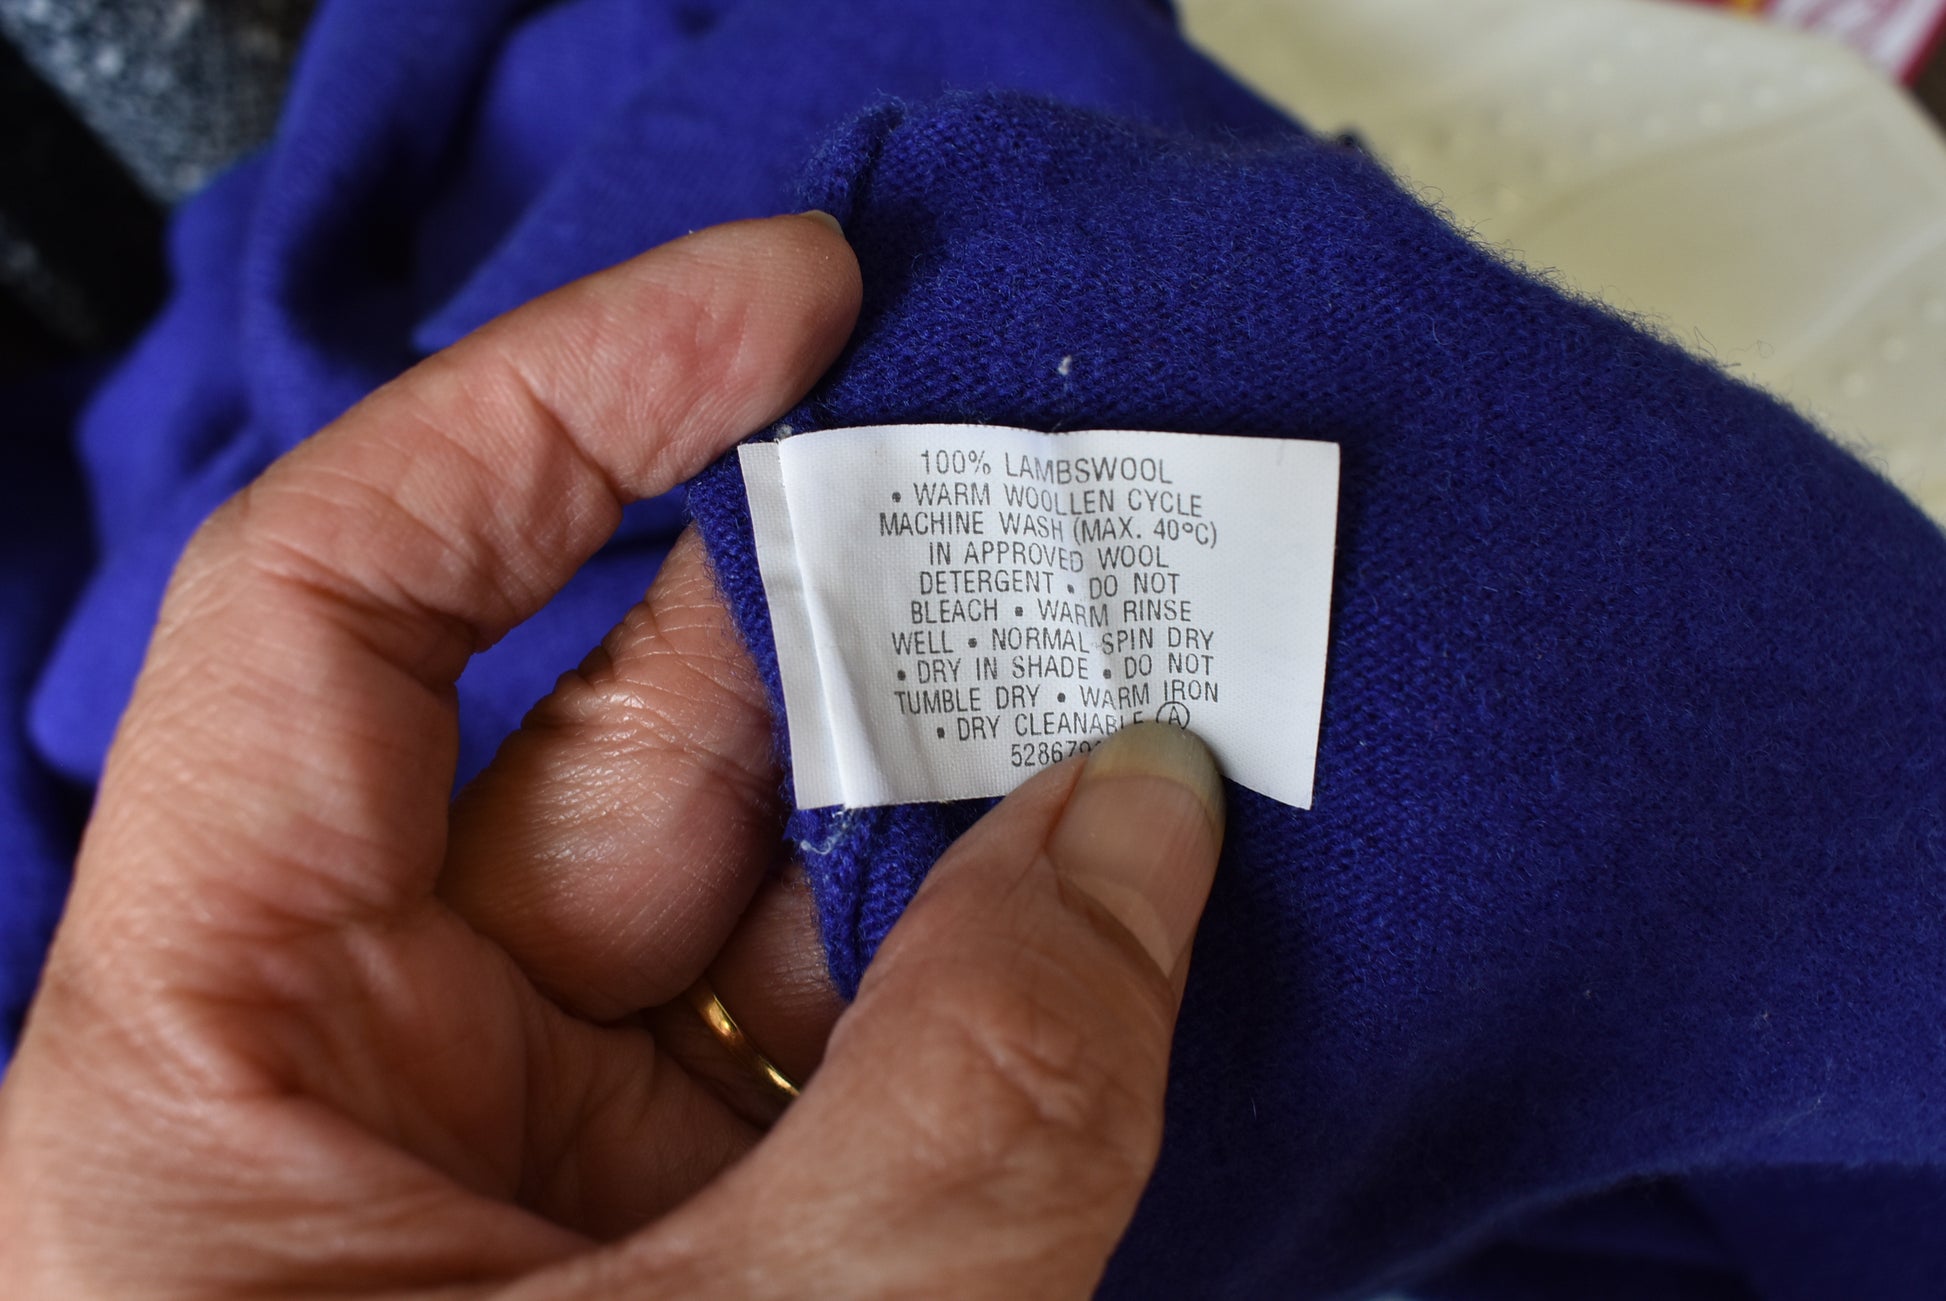 100% LAMBSWOOL
• WARM WOOLLEN CYCLE
MACHINE WASH (MAX. 40ºC)
IN APPROVED WOOL
DETERGENT • DO NOT
BLEACH • WARM RINSE
WELL • NORMAL SPIN DRY
• DRY IN SHADE • DO NOT
TUMBLE DRY • WARM IRON
• DRY CLEANABLE Ⓐ